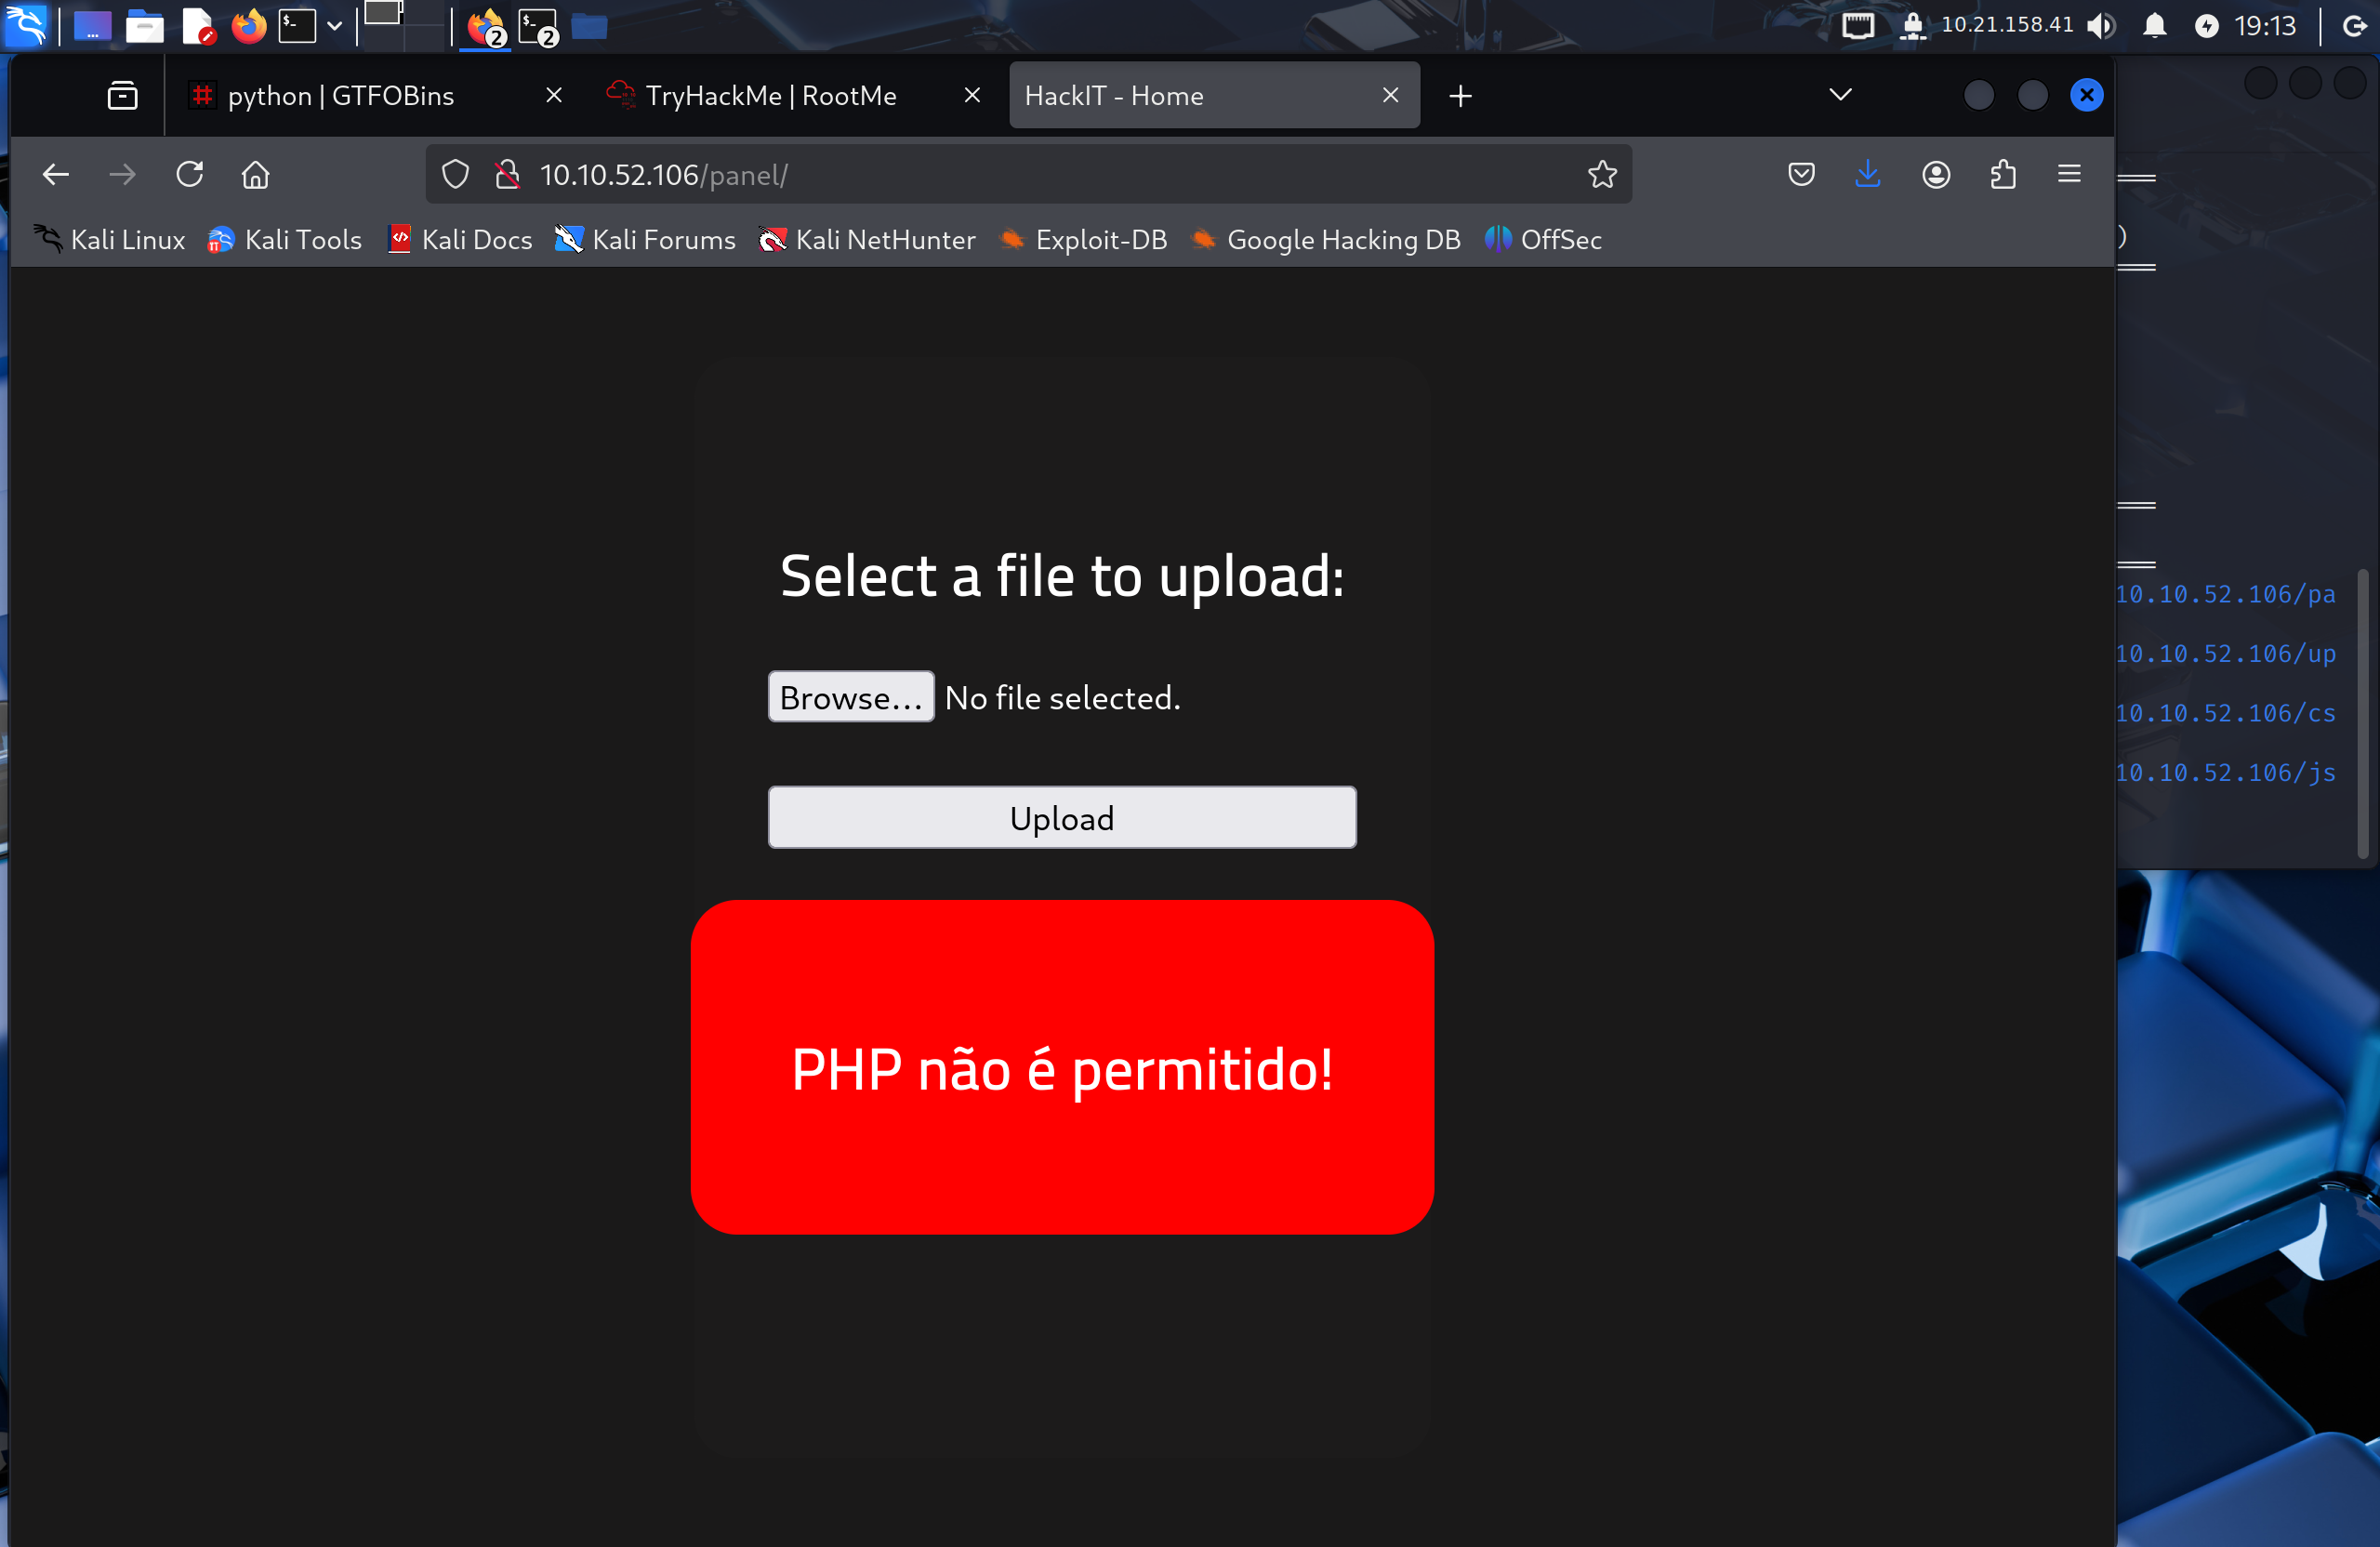 10.21.158.41
19:13
2
2
python | GTFOBins
TryHackMe | RootMe
HackIT - Home
10.10.52.106/panel/
Kali Linux
Kali Tools
Kali Docs
Kali Forums
Kali NetHunter
Exploit-DB
Google Hacking DB
OffSec
)
Select a file to upload:
Browse...
No file selected.
Upload
PHP não é permitido!
10.10.52.106/pa
10.10.52.106/up
10.10.52.106/cs
10.10.52.106/js